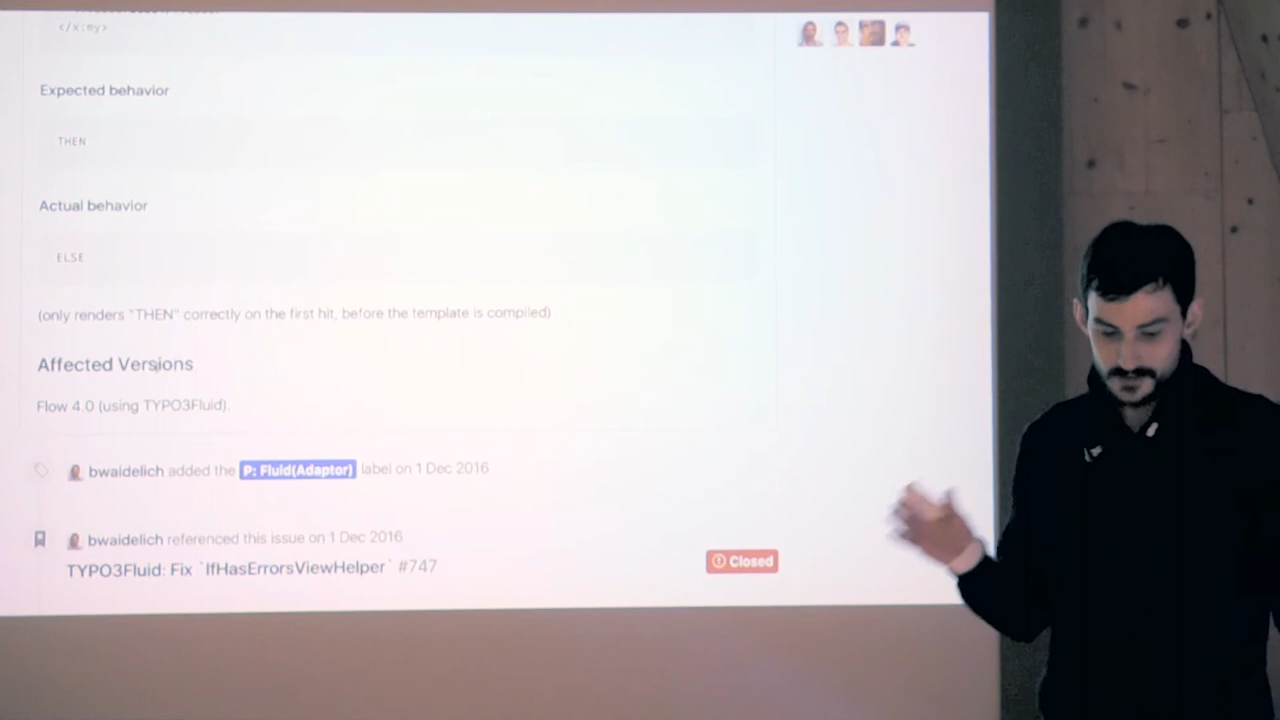 </x:my>
Expected behavior
THEN
Actual behavior
ELSE
(only renders "THEN" correctly on the first hit, before the template is compiled)
Affected Versions
Flow 4.0 (using TYPO3Fluid).
bwaidelich added the P: Fluid(Adaptor) label on 1 Dec 2016
bwaidelich referenced this issue on 1 Dec 2016
TYPO3Fluid: Fix `IfHasErrorsViewHelper` #747
Closed